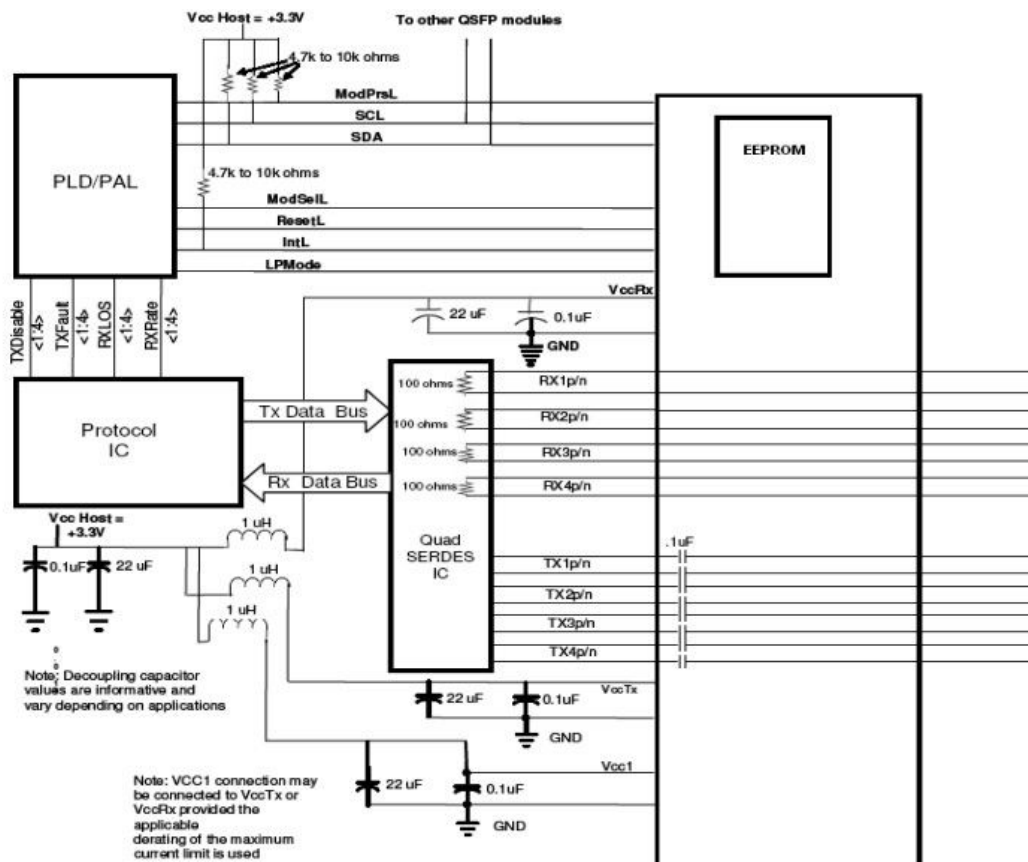 Vcc Host = +3.3V
To other QSFP modules
4.7k to 10k ohms
ModPrsL
SCL
SDA
EEPROM
PLD/PAL
4.7k to 10k ohms
ModSelL
ResetL
IntL
LPMode
VccRx
TXDisable
<1:4>
TXFault
<1:4>
RXLOS
<1:4>
RXRate
<1:4>
22 uF
0.1uF
GND
100 ohms
RX1p/n
Tx Data Bus
100 ohms
RX2p/n
Protocol
IC
100 ohms
RX3p/n
Rx Data Bus
100 ohms
RX4p/n
Vcc Host =
+3.3V
1 uH
Quad
SERDES
IC
.1uF
0.1uF
22 uF
1 uH
TX1p/n
1 uH
TX2p/n
TX3p/n
TX4p/n
Note: Decoupling capacitor
values are informative and
vary depending on applications
22 uF
0.1uF
VccTx
GND
Vcc1
Note: VCC1 connection may
be connected to VccTx or
VccRx provided the
applicable
derating of the maximum
current limit is used
22 uF
0.1uF
GND